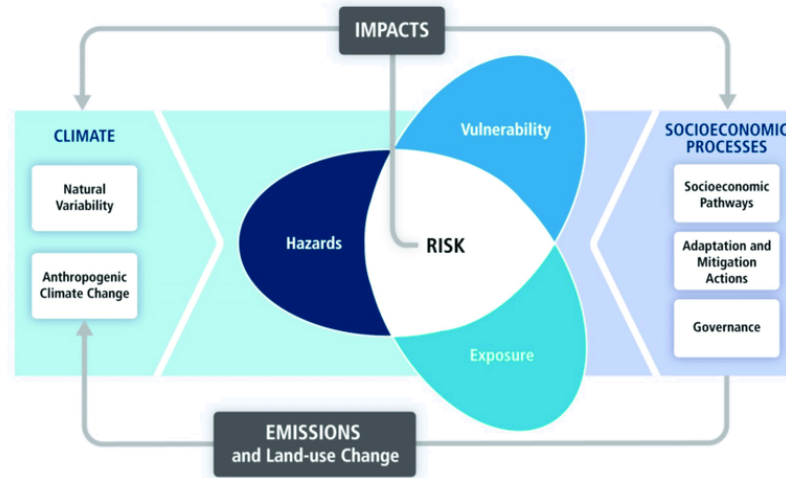 IMPACTS
CLIMATE
Natural
Variability
Anthropogenic
Climate Change
Vulnerability
Hazards
RISK
Exposure
SOCIOECONOMIC
PROCESSES
Socioeconomic
Pathways
Adaptation and
Mitigation
Actions
Governance
EMISSIONS
and Land-use Change